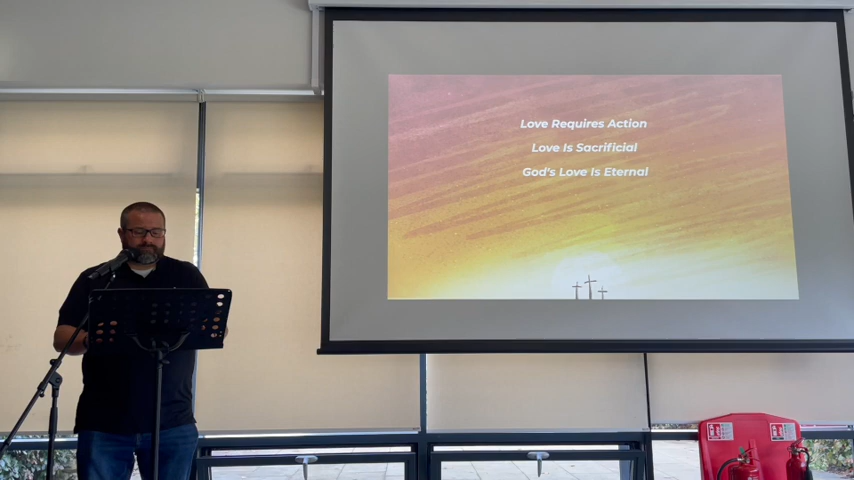 Love Requires Action
Love Is Sacrificial
God's Love Is Eternal